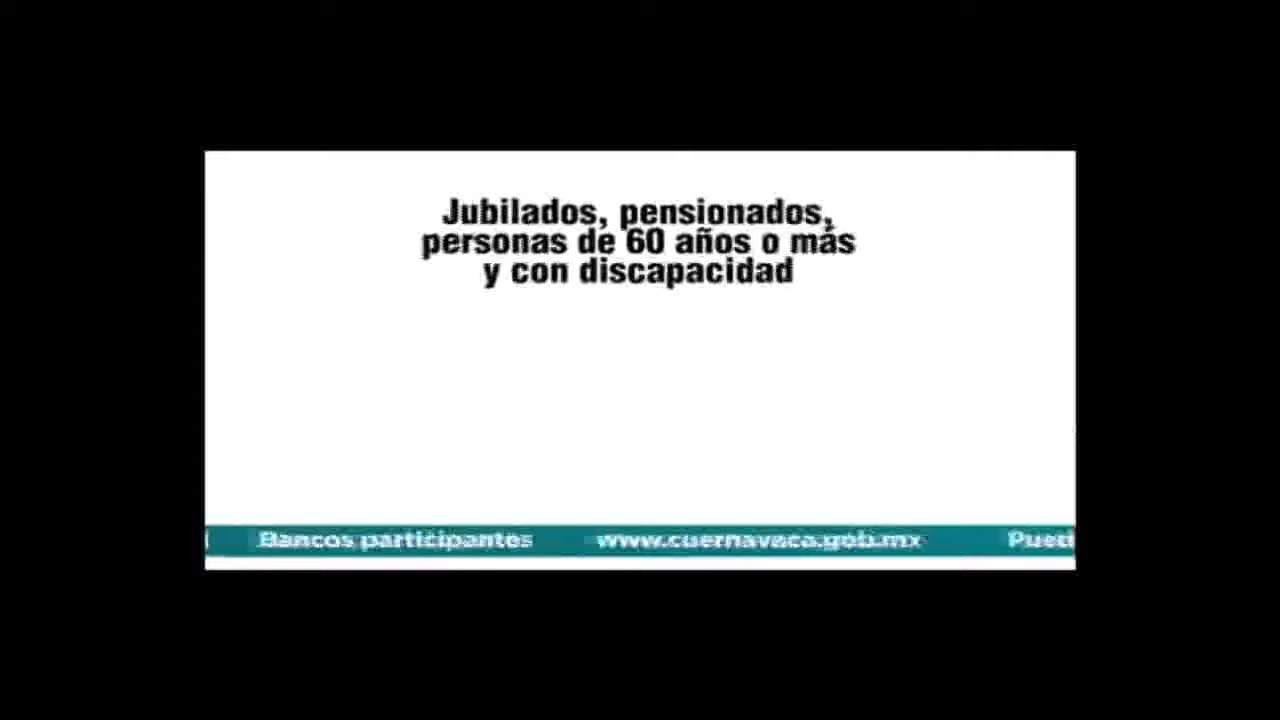 Jubilados, pensionados,
personas de 60 años o más
y con discapacidad
Bancos participantes www.cuernavaca.gob.mx